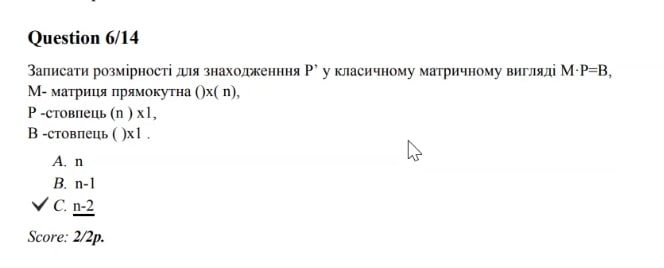 Question 6/14
Записати розмірності для знаходженння P' у класичному матричному вигляді M·P=B,
M- матриця прямокутна ()x( n),
P -стовпець (n ) x1,
B -стовпець ( )x1 .
A. n
B. n-1
C. n-2
Score: 2/2p.